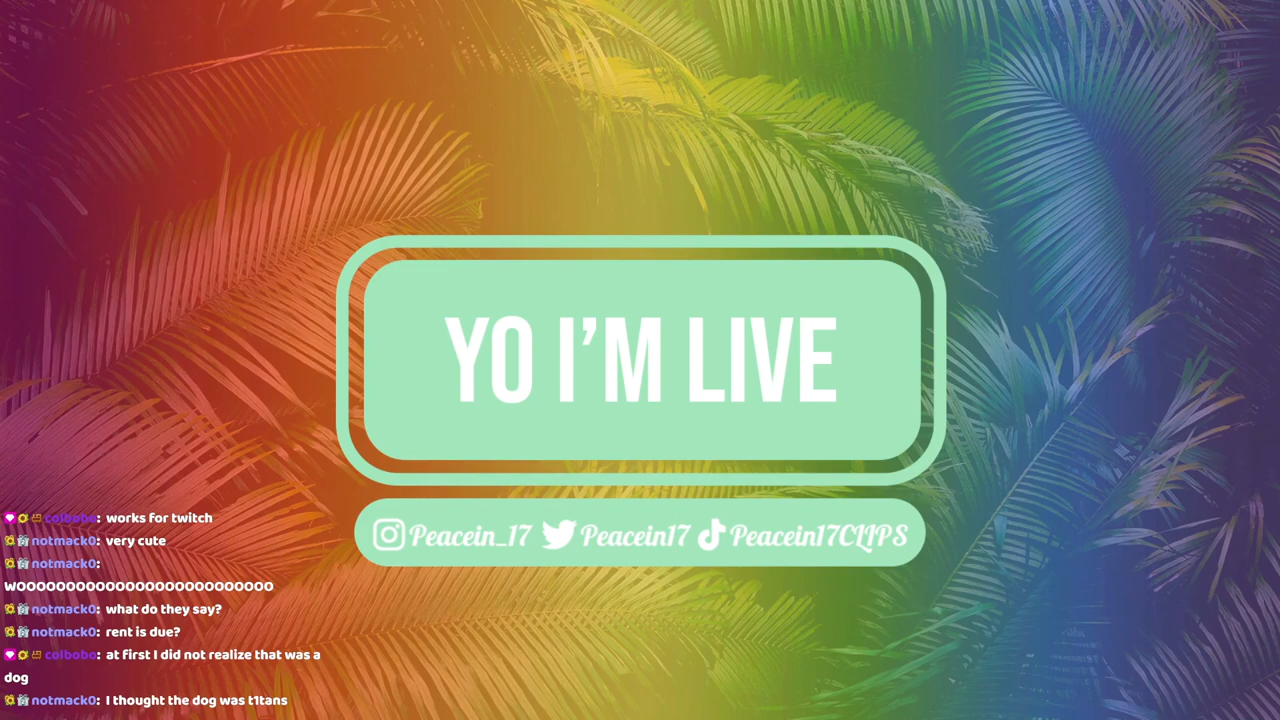 YO I'M LIVE
Peacein_17 Peacein17 Peacein17CLIPS
colbobo: works for twitch
notmack0: very cute
notmack0:
WOOOOOOOOOOOOOOOOOOOOOOOOO
notmack0: what do they say?
notmack0: rent is due?
colbobo: at first I did not realize that was a
dog
notmack0: I thought the dog was t1tans